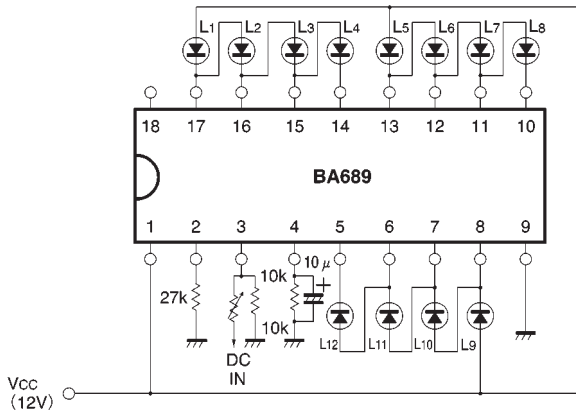 L1 L2 L3 L4 L5 L6 L7 L8
18 17 16 15 14 13 12 11 10
BA689
1 2 3 4 5 6 7 8 9
27k
10k
10k
10 μ
+
DC
IN
L12 L11 L10 L9
VCC
(12V)